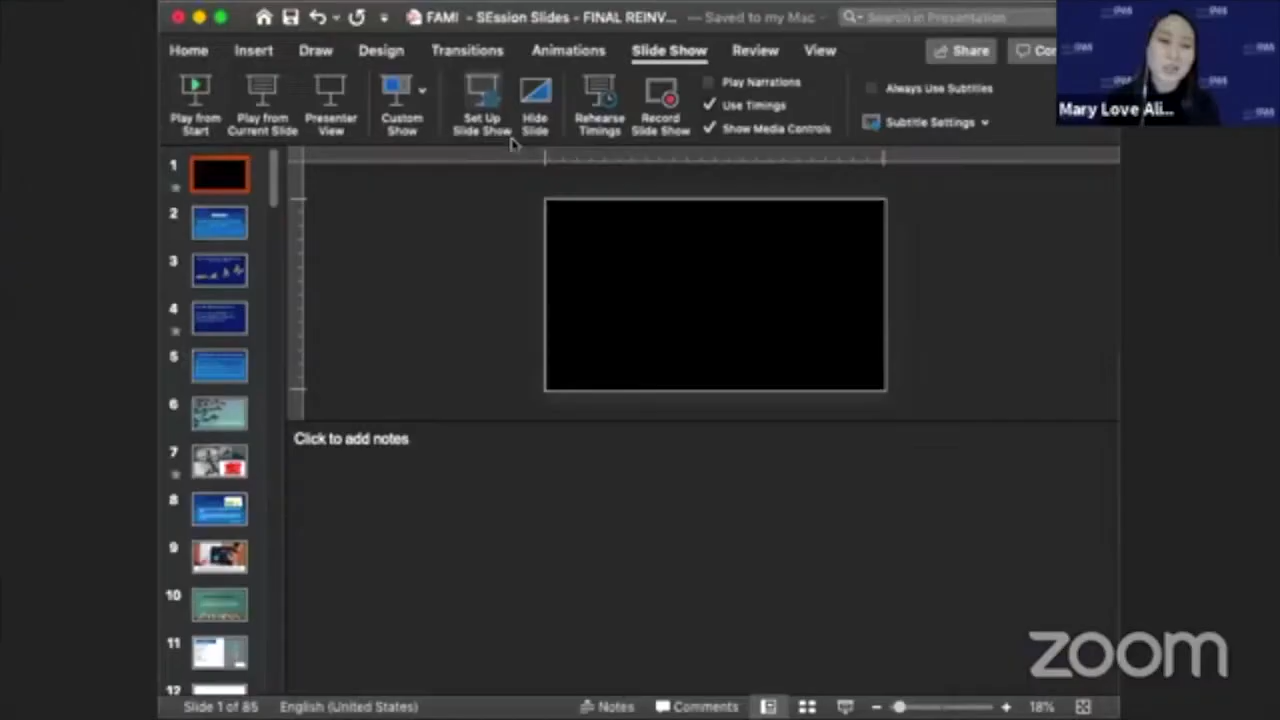 FAMI - SEssion Slides - FINAL REINV... — Saved to my Mac
Search in Presentation
Home Insert Draw Design Transitions Animations Slide Show Review View Share Co
Play from Start
Play from Current Slide
Presenter View
Custom Show
Set Up Slide Show
Hide Slide
Rehearse Timings
Record Slide Show
Play Narrations
Use Timings
Show Media Controls
Always Use Subtitles
Subtitle Settings
Mary Love Ali...
1
2
3
4
5
6
7
8
9
10
11
12
Click to add notes
zoom
Slide 1 of 85 English (United States) Notes Comments 18%